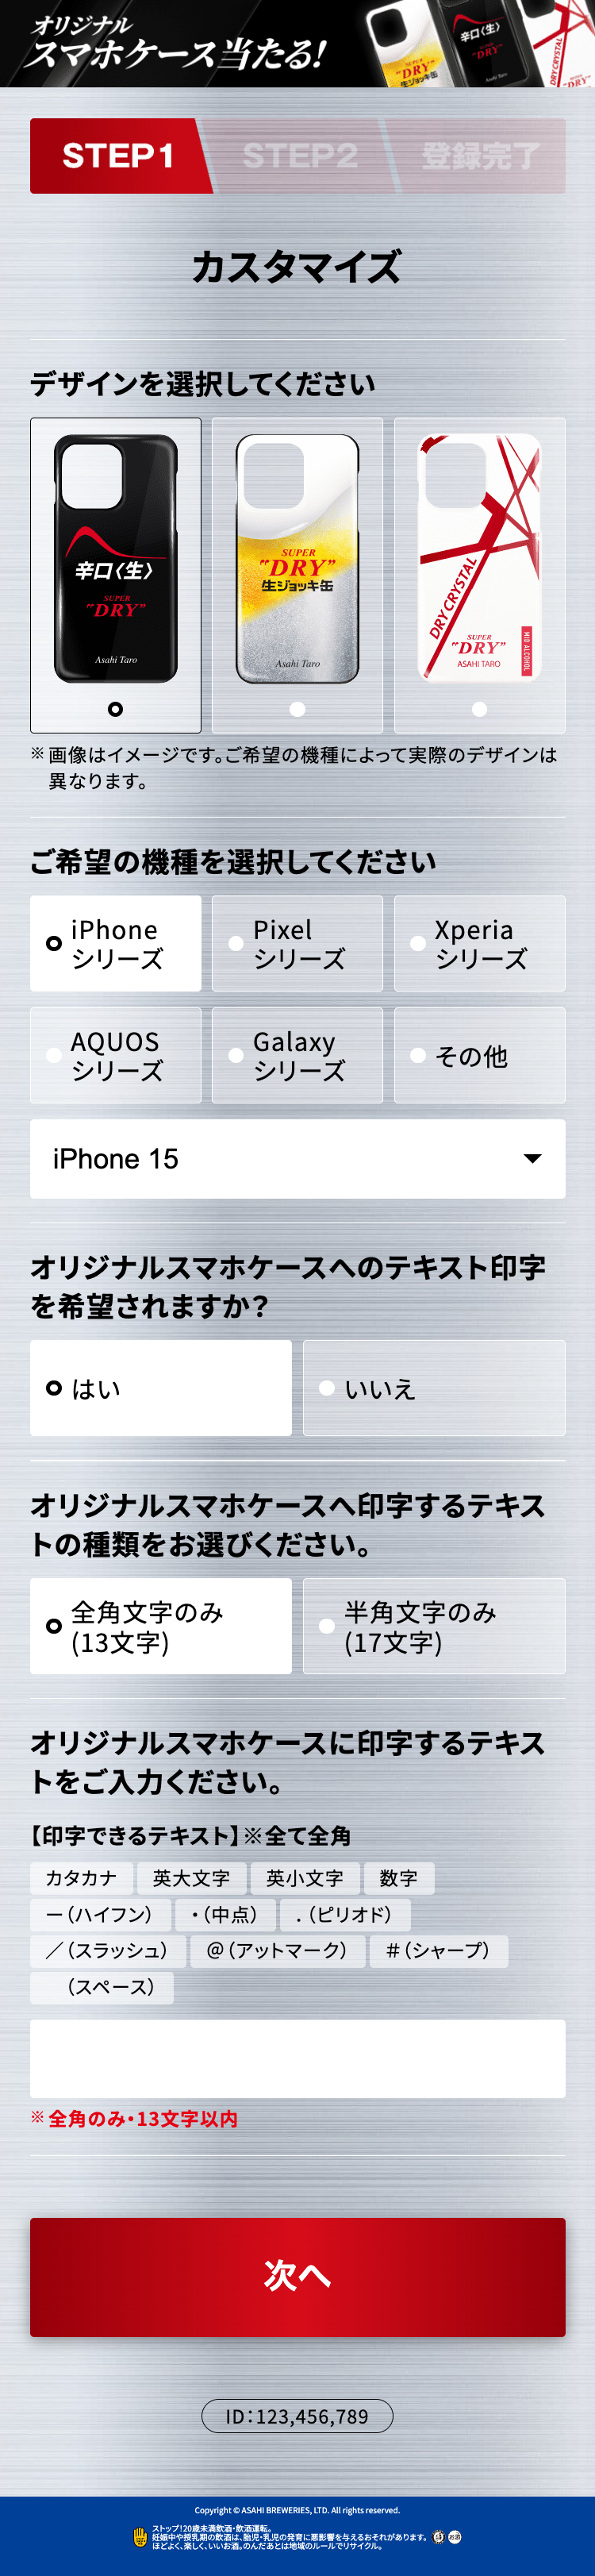 オリジナル
スマホケース当たる!
STEP1 STEP2 登録完了
カスタマイズ
デザインを選択してください
辛口〈生〉
SUPER
"DRY"
Asahi Taro
SUPER
"DRY"
生ジョッキ缶
Asahi Taro
DRY CRYSTAL
SUPER
"DRY"
ASAHI TARO
MID ALCOHOL
※画像はイメージです。ご希望の機種によって実際のデザインは
異なります。
ご希望の機種を選択してください
iPhone
シリーズ
Pixel
シリーズ
Xperia
シリーズ
AQUOS
シリーズ
Galaxy
シリーズ
その他
iPhone 15
オリジナルスマホケースへのテキスト印字
を希望されますか?
はい
いいえ
オリジナルスマホケースへ印字するテキス
トの種類をお選びください。
全角文字のみ
(13文字)
半角文字のみ
(17文字)
オリジナルスマホケースに印字するテキス
トをご入力ください。
【印字できるテキスト】※全て全角
カタカナ 英大文字 英小文字 数字
ー(ハイフン) ・(中点) .(ピリオド)
/(スラッシュ) @(アットマーク) #(シャープ)
(スペース)
※全角のみ・13文字以内
次へ
ID:123,456,789
Copyright © ASAHI BREWERIES, LTD. All rights reserved.
ストップ!20歳未満飲酒・飲酒運転。
妊娠中や授乳期の飲酒は、胎児・乳児の発育に悪影響を与えるおそれがあります。
ほどよく、楽しく、いいお酒。のんだあとは地域のルールでリサイクル。
お酒